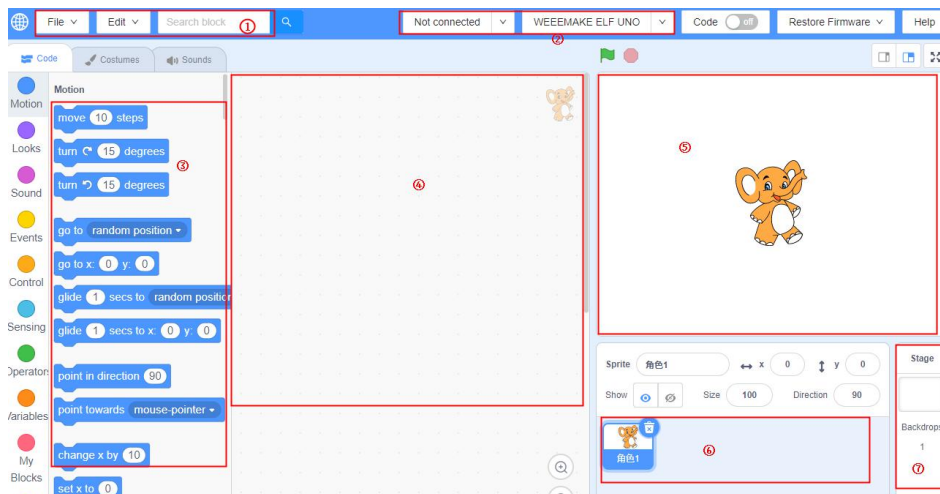 File Edit Search block ① Not connected WEEEMAKE ELF UNO Code off Restore Firmware Help
②
Code Costumes Sounds
Motion
Looks
Sound
Events
Control
Sensing
Operator
Variables
My
Blocks
Motion
move 10 steps
turn 15 degrees
③
turn 15 degrees
go to random position
go to x: 0 y: 0
glide 1 secs to random position
glide 1 secs to x: 0 y: 0
point in direction 90
point towards mouse-pointer
change x by 10
set x to 0
④
⑤
Sprite 角色1 x 0 y 0
Show Size 100 Direction 90
角色1
⑥
Stage
Backdrops
1
⑦